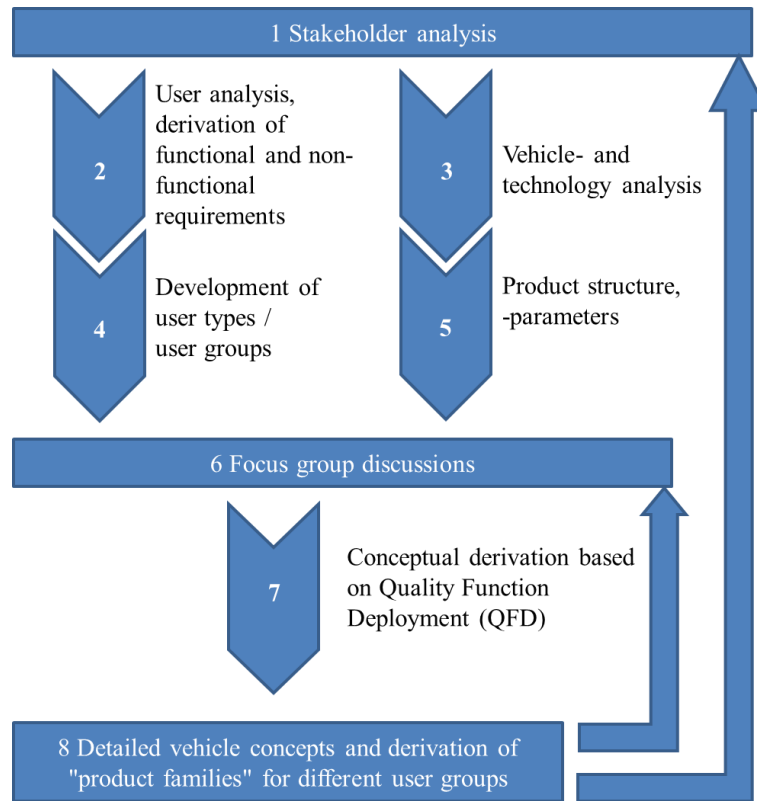 1 Stakeholder analysis
2
User analysis,
derivation of
functional and non-
functional
requirements
3
Vehicle- and
technology analysis
4
Development of
user types /
user groups
5
Product structure,
-parameters
6 Focus group discussions
7
Conceptual derivation based
on Quality Function
Deployment (QFD)
8 Detailed vehicle concepts and derivation of
"product families" for different user groups